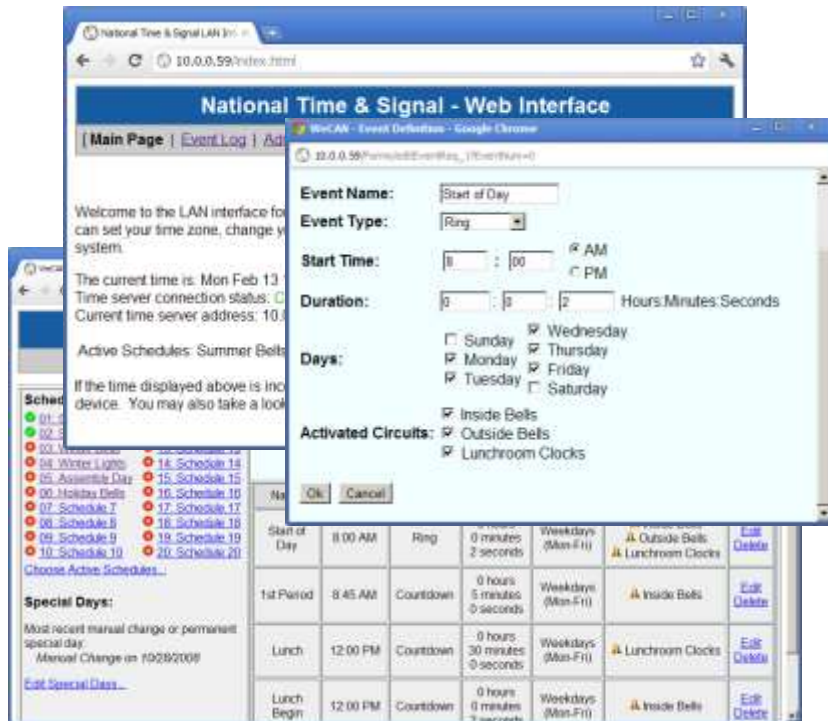 National Time & Signal LAN Int
10.0.0.59/index.html
National Time & Signal - Web Interface
[ Main Page | Event Log |
Welcome to the LAN interface for
can set your time zone, change
system.
The current time is: Mon Feb 13
Time server connection status:
Current time server address: 10.
Active Schedules: Summer Bells
If the time displayed above is
device. You may also take a look
WeCAN - Event Definition - Google Chrome
10.0.0.59/
Event Name: Start of Day
Event Type: Ring
Start Time: 8 : 00 AM
PM
Duration: 0 : 0 : 2 Hours:Minutes:Seconds
Days:
Sunday
Monday
Tuesday
Wednesday
Thursday
Friday
Saturday
Activated Circuits:
Inside Bells
Outside Bells
Lunchroom Clocks
Ok Cancel
04. Winter Lights
05. Assembly Day
06. Holiday Bells
07. Schedule 7
08. Schedule 8
09. Schedule 9
10. Schedule 10
14. Schedule 14
15. Schedule 15
16. Schedule 16
17. Schedule 17
18. Schedule 18
19. Schedule 19
20. Schedule 20
Choose Active Schedules...
Special Days:
Most recent manual change or permanent
special day:
Manual Change on 10/28/2008
Edit Special Days...
Start of Day 8:00 AM Ring 0 minutes 2 seconds Weekdays (Mon-Fri) Outside Bells Lunchroom Clocks Edit Delete
1st Period 8:45 AM Countdown 0 hours 5 minutes 0 seconds Weekdays (Mon-Fri) Inside Bells Edit Delete
Lunch 12:00 PM Countdown 0 hours 30 minutes 0 seconds Weekdays (Mon-Fri) Lunchroom Clocks Edit Delete
Lunch Begin 12:00 PM Countdown 0 hours 0 minutes Weekdays (Mon-Fri) Inside Bells Edit Delete